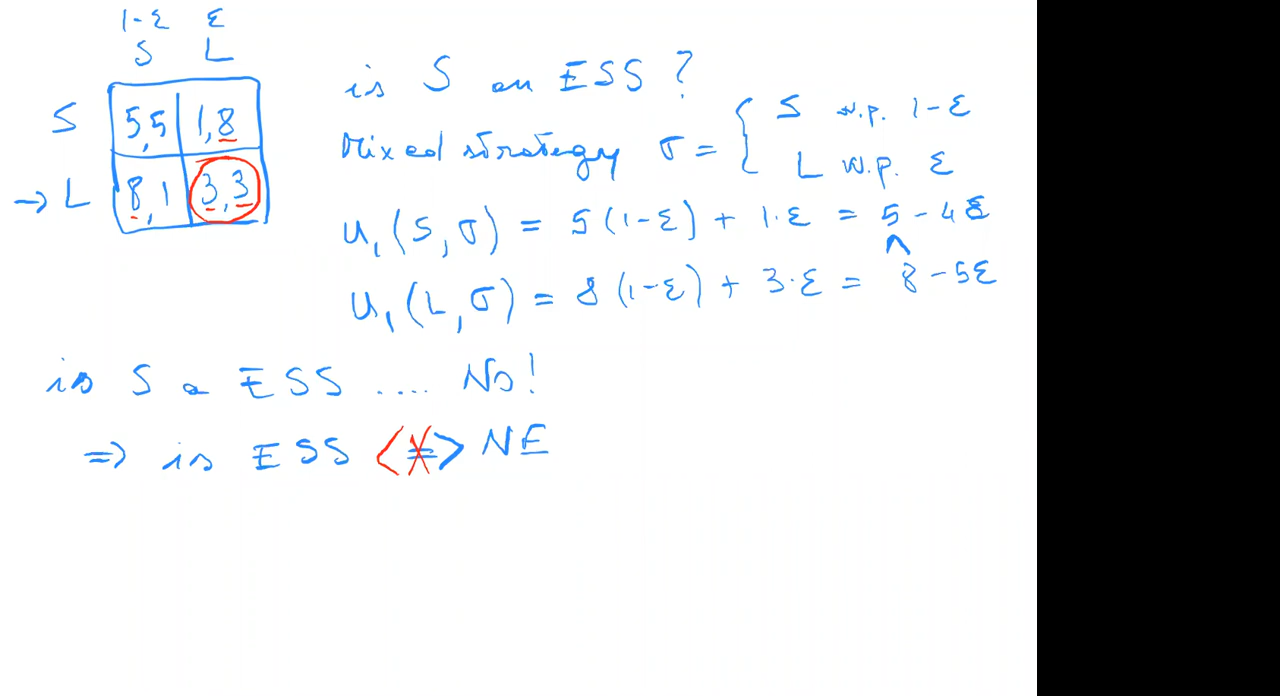 1-ε ε
S L
S 5,5 1,8
→ L 8,1 3,3
is S an ESS ?
Mixed strategy σ = { S w.p. 1-ε
L w.p. ε
u₁(S,σ) = 5(1-ε) + 1·ε = 5 - 4ε
^
u₁(L,σ) = 8(1-ε) + 3·ε = 8 - 5ε
is S a ESS .... No!
⇒ is ESS <=> NE